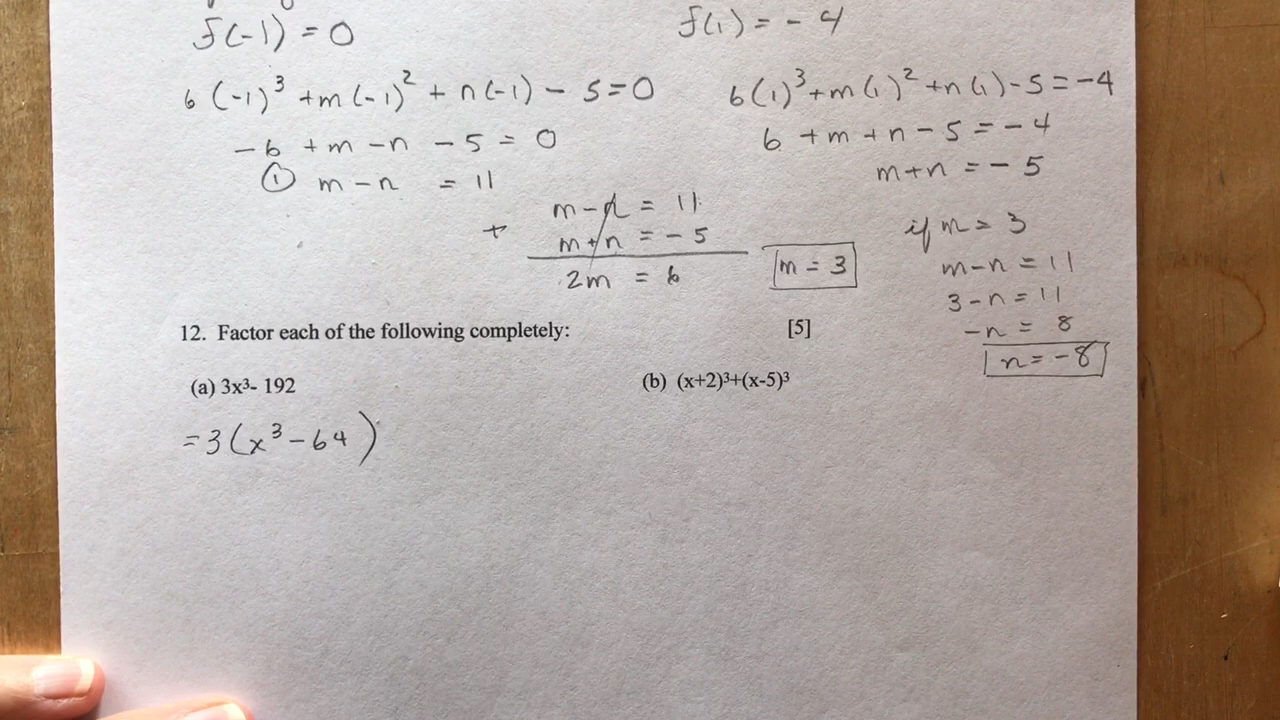 f(-1) = 0
6(-1)³ + m(-1)² + n(-1) - 5 = 0
-6 + m - n - 5 = 0
① m - n = 11
f(1) = -4
6(1)³ + m(1)² + n(1) - 5 = -4
6 + m + n - 5 = -4
m + n = -5
m - n = 11
+ m + n = -5
2m = 6
m = 3
if m = 3
m - n = 11
3 - n = 11
-n = 8
n = -8
12. Factor each of the following completely: [5]
(a) 3x³- 192
= 3(x³ - 64)
(b) (x+2)³+(x-5)³